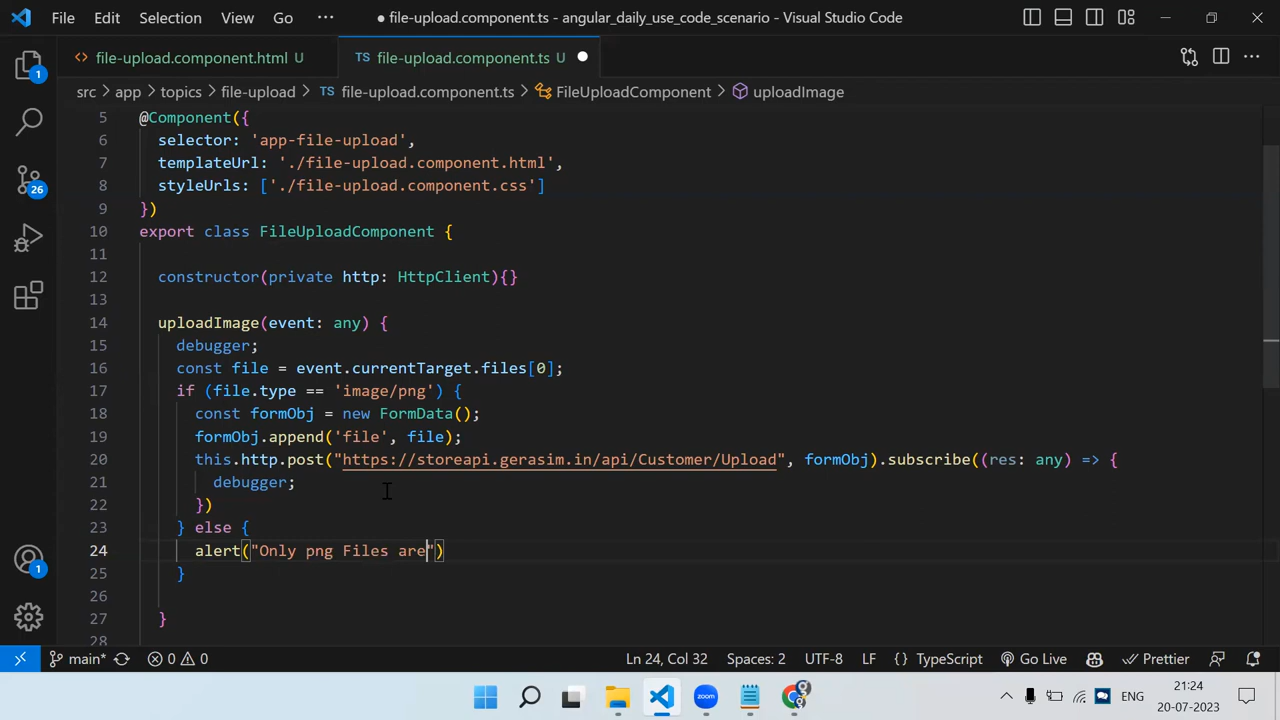 File Edit Selection View Go ··· ● file-upload.component.ts - angular_daily_use_code_scenario - Visual Studio Code
<> file-upload.component.html U TS file-upload.component.ts U ●
src > app > topics > file-upload > TS file-upload.component.ts > FileUploadComponent > uploadImage
5 @Component({
6 selector: 'app-file-upload',
7 templateUrl: './file-upload.component.html',
8 styleUrls: ['./file-upload.component.css']
9 })
10 export class FileUploadComponent {
11
12 constructor(private http: HttpClient){}
13
14 uploadImage(event: any) {
15 debugger;
16 const file = event.currentTarget.files[0];
17 if (file.type == 'image/png') {
18 const formObj = new FormData();
19 formObj.append('file', file);
20 this.http.post("https://storeapi.gerasim.in/api/Customer/Upload", formObj).subscribe((res: any) => {
21 debugger;
22 })
23 } else {
24 alert("Only png Files are")
25 }
26
27 }
28
1
26
1
main* 0 0 Ln 24, Col 32 Spaces: 2 UTF-8 LF {} TypeScript Go Live Prettier
ENG 21:24
20-07-2023